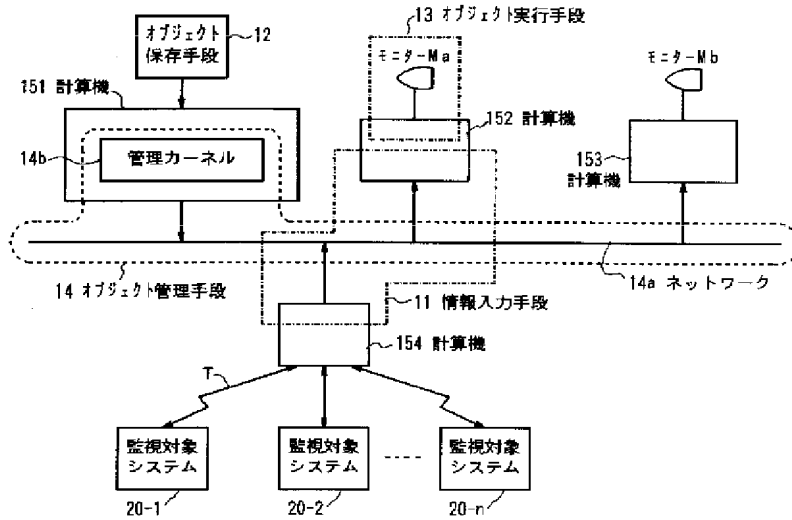 13 オブジェクト実行手段
オブジェクト
保存手段
12
モニターMa
モニターMb
151 計算機
152 計算機
153
計算機
14b
管理カーネル
14a ネットワーク
14 オブジェクト管理手段
11 情報入力手段
154 計算機
T
監視対象
システム
監視対象
システム
監視対象
システム
20-1
20-2
20-n